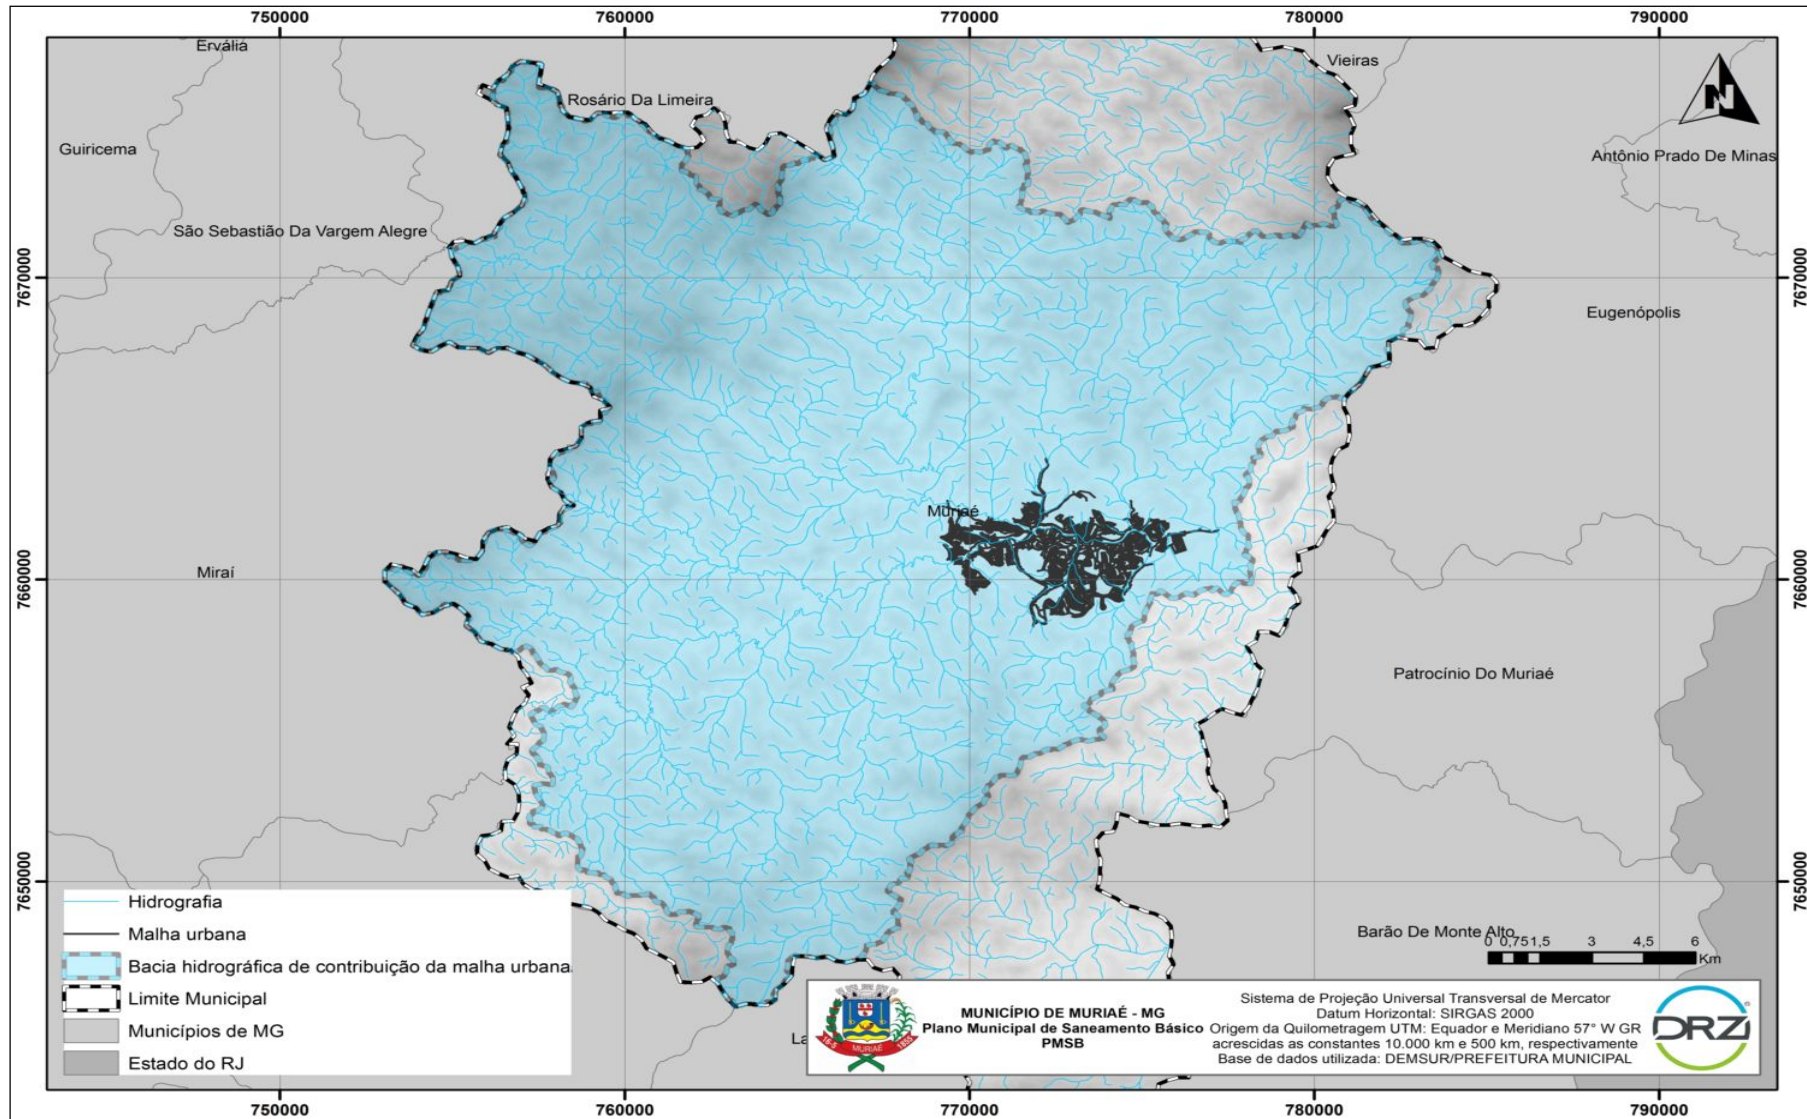 750000 760000 770000 780000 790000
Ervália
Vieiras
Rosário Da Limeira
N
Guiricema
Antônio Prado De Minas
São Sebastião Da Vargem Alegre
7670000
7670000
Eugenópolis
Muriaé
Miraí
7660000
7660000
Patrocínio Do Muriaé
7650000
7650000
Barão De Monte Alto
0 0,75 1,5 3 4,5 6
Km
Hidrografia
Malha urbana
Bacia hidrográfica de contribuição da malha urbana
Limite Municipal
Municípios de MG
Estado do RJ
La
16-5 MURIAÉ 1855
MUNICÍPIO DE MURIAÉ - MG
Plano Municipal de Saneamento Básico
PMSB
Sistema de Projeção Universal Transversal de Mercator
Datum Horizontal: SIRGAS 2000
Origem da Quilometragem UTM: Equador e Meridiano 57° W GR
acrescidas as constantes 10.000 km e 500 km, respectivamente
Base de dados utilizada: DEMSUR/PREFEITURA MUNICIPAL
DRZ
750000 760000 770000 780000 790000